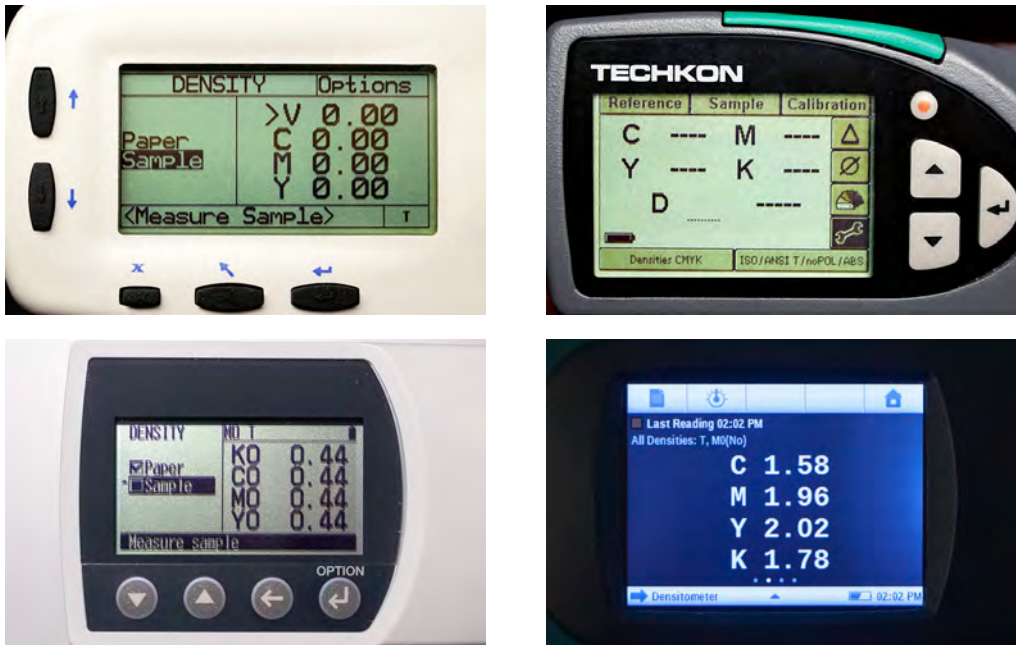 DENSITY Options
>V 0.00
Paper C 0.00
Sample M 0.00
Y 0.00
<Measure Sample> T
x
TECHKON
Reference Sample Calibration
C ---- M ----
Y ---- K ----
D -----
Densities CMYK ISO/ANSI T/noPOL/ABS
DENSITY M0 T
K0 0.44
Paper C0 0.44
Sample M0 0.44
Y0 0.44
Measure sample
OPTION
Last Reading 02:02 PM
All Densities: T, M0(No)
C 1.58
M 1.96
Y 2.02
K 1.78
Densitometer 02:02 PM